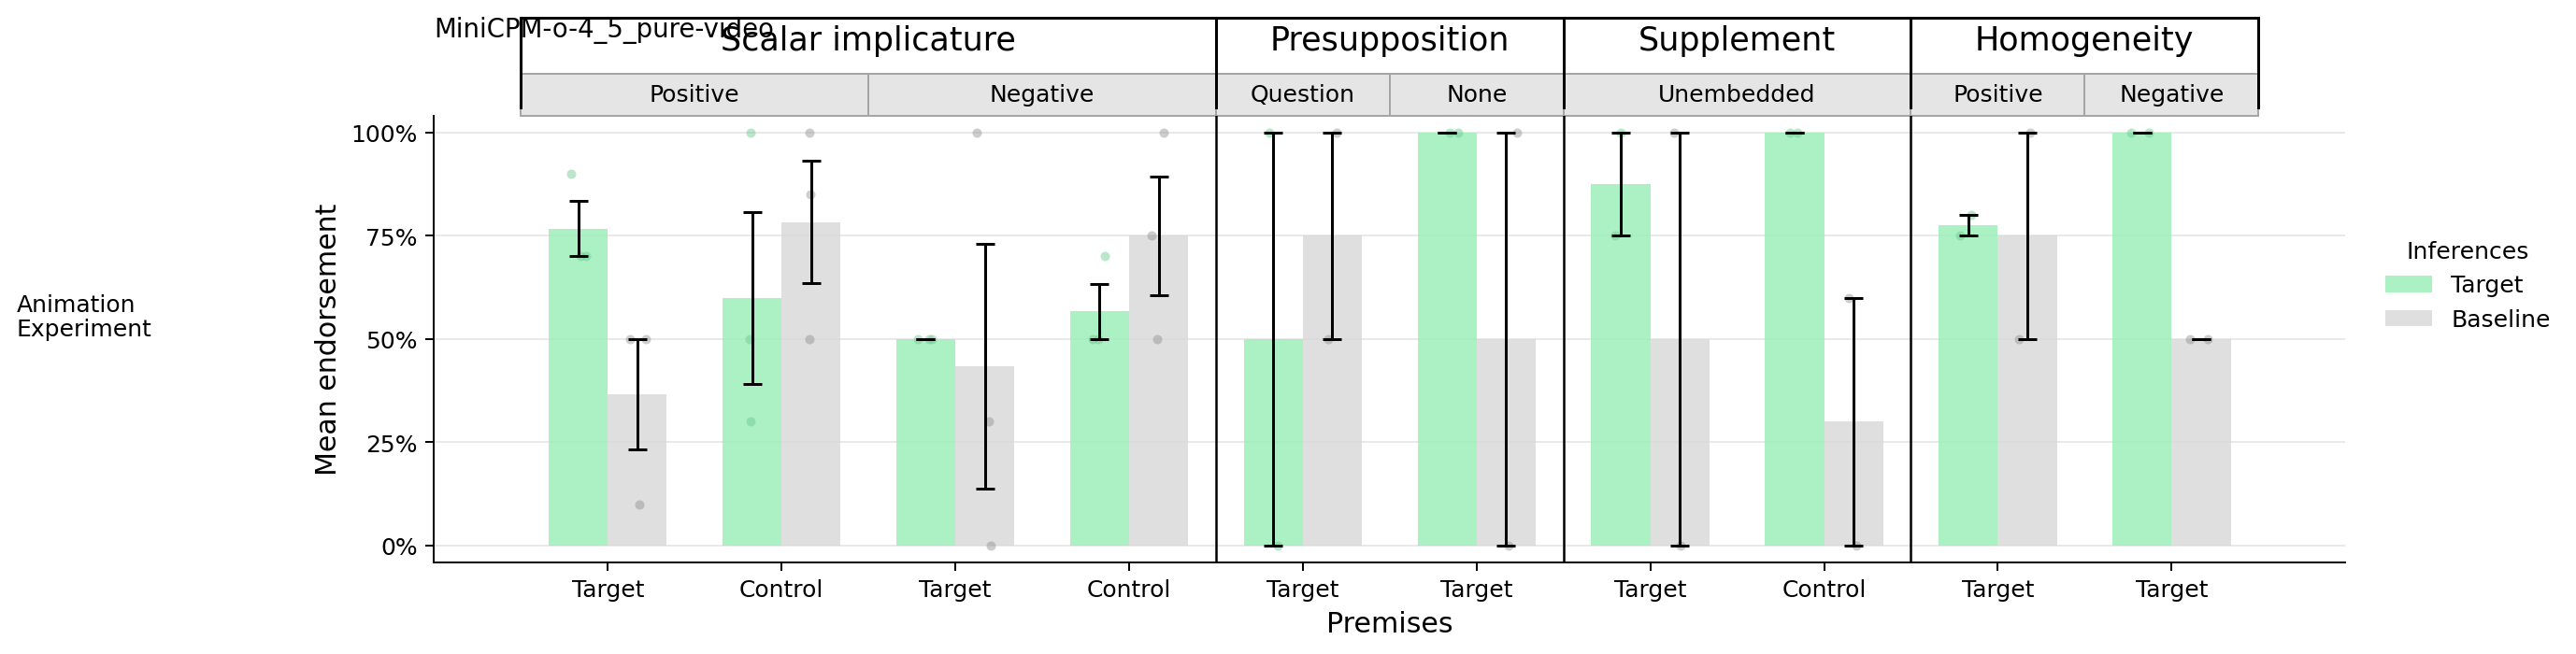 MiniCPM-o-4_5_pure-video
Scalar implicature Presupposition Supplement Homogeneity
Positive Negative Question None Unembedded Positive Negative
100%
75%
50%
25%
0%
Mean endorsement
Animation
Experiment
Target Control Target Control Target Target Target Control Target Target
Premises
Inferences
Target
Baseline